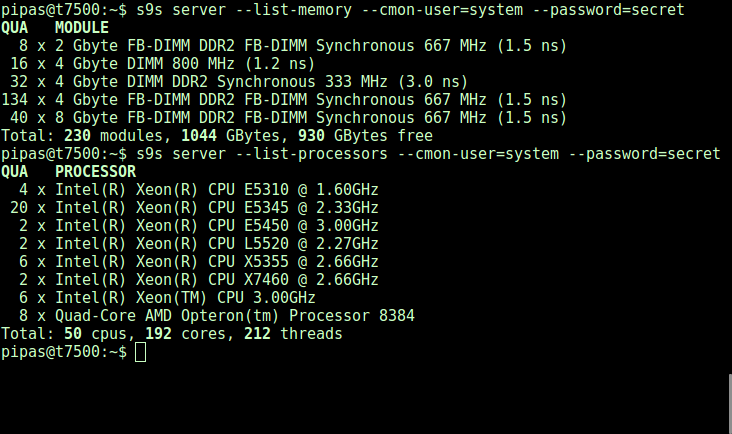 pipas@t7500:~$ s9s server --list-memory --cmon-user=system --password=secret
QUA   MODULE
  8 x 2 Gbyte FB-DIMM DDR2 FB-DIMM Synchronous 667 MHz (1.5 ns)
 16 x 4 Gbyte DIMM 800 MHz (1.2 ns)
 32 x 4 Gbyte DIMM DDR2 Synchronous 333 MHz (3.0 ns)
134 x 4 Gbyte FB-DIMM DDR2 FB-DIMM Synchronous 667 MHz (1.5 ns)
 40 x 8 Gbyte FB-DIMM DDR2 FB-DIMM Synchronous 667 MHz (1.5 ns)
Total: 230 modules, 1044 GBytes, 930 GBytes free
pipas@t7500:~$ s9s server --list-processors --cmon-user=system --password=secret
QUA   PROCESSOR
  4 x Intel(R) Xeon(R) CPU E5310 @ 1.60GHz
 20 x Intel(R) Xeon(R) CPU E5345 @ 2.33GHz
  2 x Intel(R) Xeon(R) CPU E5450 @ 3.00GHz
  2 x Intel(R) Xeon(R) CPU L5520 @ 2.27GHz
  6 x Intel(R) Xeon(R) CPU X5355 @ 2.66GHz
  2 x Intel(R) Xeon(R) CPU X7460 @ 2.66GHz
  6 x Intel(R) Xeon(TM) CPU 3.00GHz
  8 x Quad-Core AMD Opteron(tm) Processor 8384
Total: 50 cpus, 192 cores, 212 threads
pipas@t7500:~$